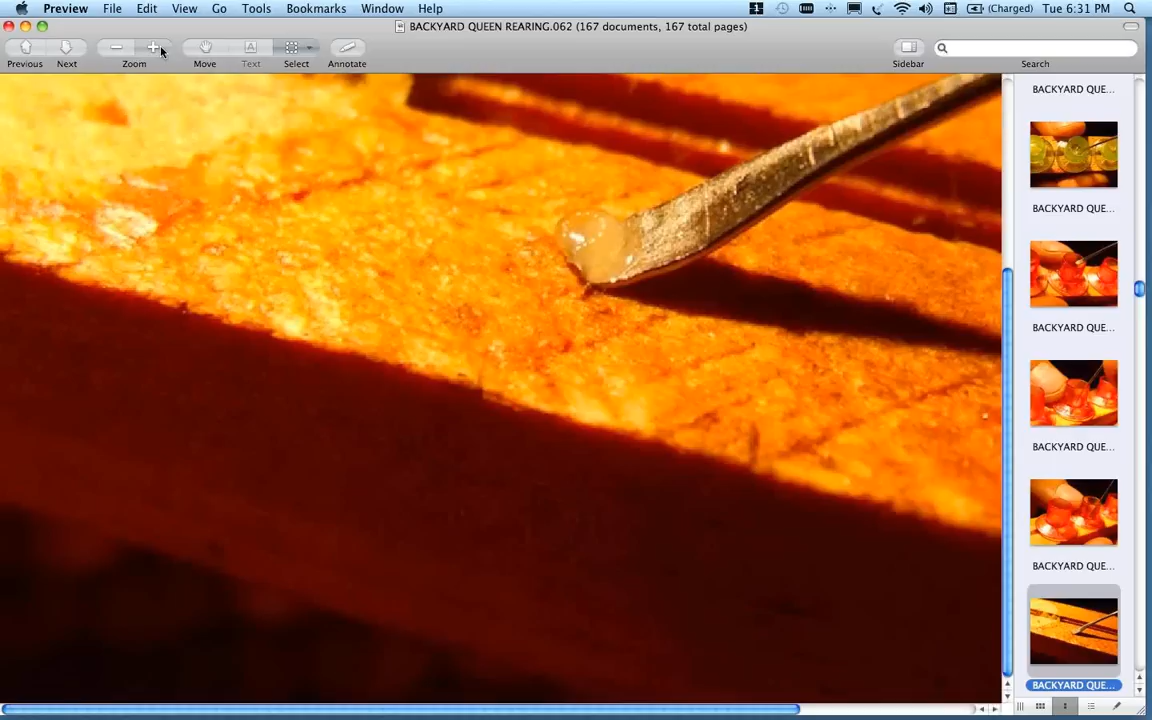 Preview File Edit View Go Tools Bookmarks Window Help 1 (Charged) Tue 6:31 PM
BACKYARD QUEEN REARING.062 (167 documents, 167 total pages)
Previous Next Zoom Move Text Select Annotate Sidebar Search
BACKYARD QUE...
BACKYARD QUE...
BACKYARD QUE...
BACKYARD QUE...
BACKYARD QUE...
BACKYARD QUE...